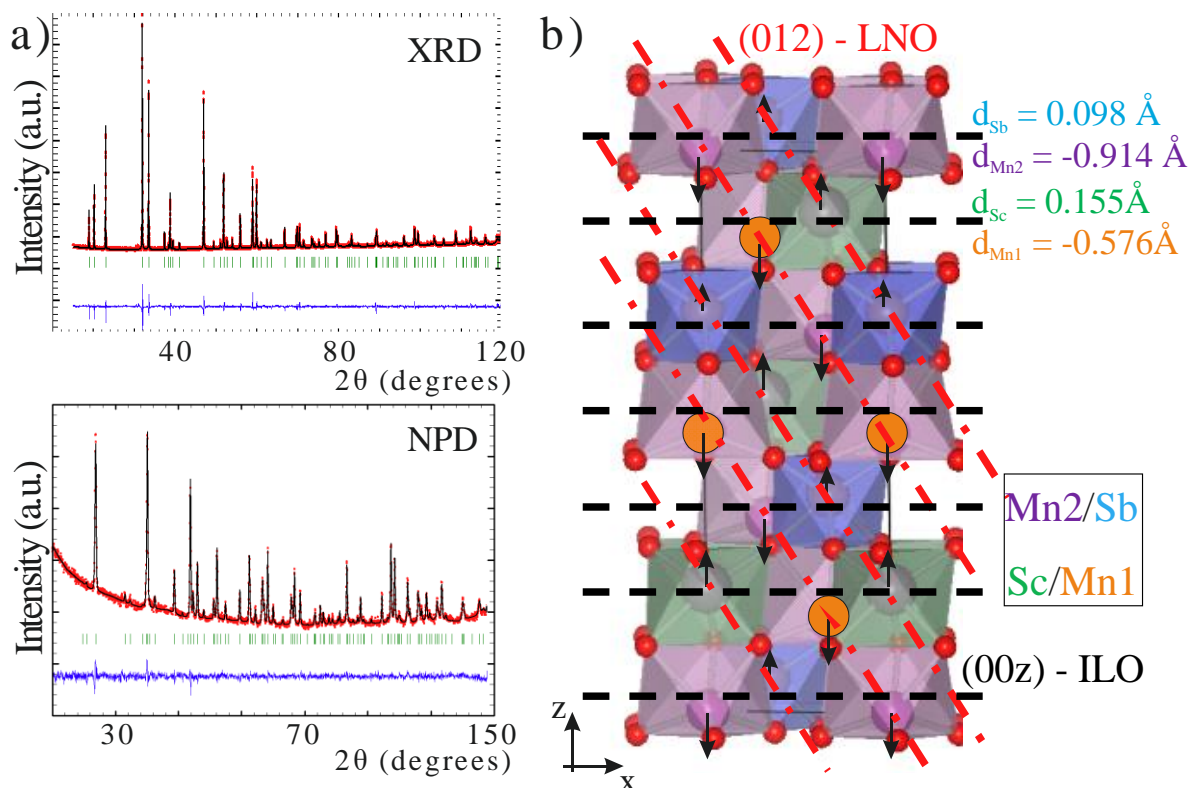 a)
XRD
Intensity (a.u.)
40
80
120
2θ (degrees)
NPD
Intensity (a.u.)
30
70
150
2θ (degrees)
b)
(012) - LNO
d_Sb = 0.098 Å
d_Mn2 = -0.914 Å
d_Sc = 0.155Å
d_Mn1 = -0.576Å
Mn2/Sb
Sc/Mn1
(00z) - ILO
z
x